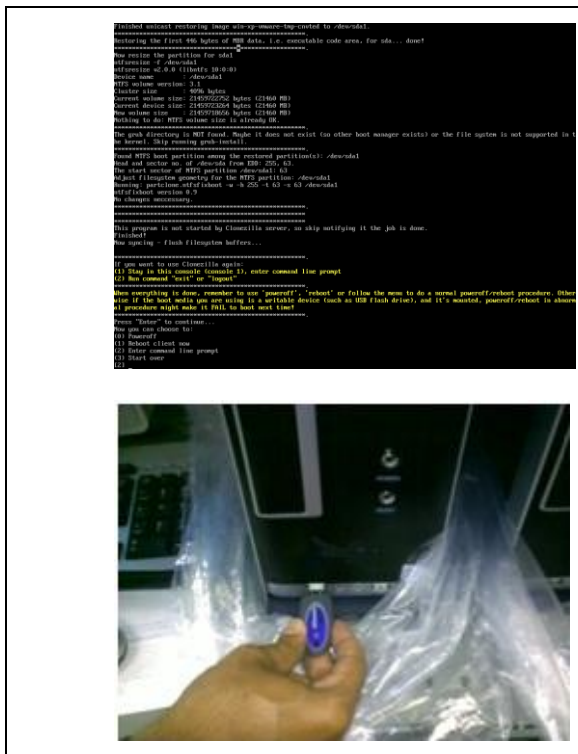 Finished unicast restoring image win-xp-vmware-tmp-cnvted to /dev/sda1.
Restoring the first 446 bytes of MBR data, i.e. executable code area, for sda... done!
Now resize the partition for sda1
ntfsresize -f /dev/sda1
ntfsresize v2.0.0 (libntfs 10:0:0)
Device name : /dev/sda1
NTFS volume version: 3.1
Cluster size : 4096 bytes
Current volume size: 21459722752 bytes (21460 MB)
Current device size: 21459723264 bytes (21460 MB)
New volume size : 21459718656 bytes (21460 MB)
Nothing to do: NTFS volume size is already OK.
The grub directory is NOT found. Maybe it does not exist (so other boot manager exists) or the file system is not supported in t
he kernel. Skip running grub-install.
Found NTFS boot partition among the restored partition(s): /dev/sda1
Head and sector no. of /dev/sda from EDD: 255, 63.
The start sector of NTFS partition /dev/sda1: 63
Adjust filesystem geometry for the NTFS partition: /dev/sda1
Running: partclone.ntfsfixboot -w -h 255 -t 63 -s 63 /dev/sda1
ntfsfixboot version 0.9
No changes neccessary.
This program is not started by Clonezilla server, so skip notifying it the job is done.
Finished!
Now syncing - flush filesystem buffers...
If you want to use Clonezilla again:
(1) Stay in this console (console 1), enter command line prompt
(2) Run command "exit" or "logout"
When everything is done, remember to use 'poweroff', 'reboot' or follow the menu to do a normal poweroff/reboot procedure. Other
wise if the boot media you are using is a writable device (such as USB flash drive), and it's mounted, poweroff/reboot in abnorm
al procedure might make it FAIL to boot next time!
Press "Enter" to continue...
Now you can choose to:
(0) Poweroff
(1) Reboot client now
(2) Enter command line prompt
(3) Start over
[2]